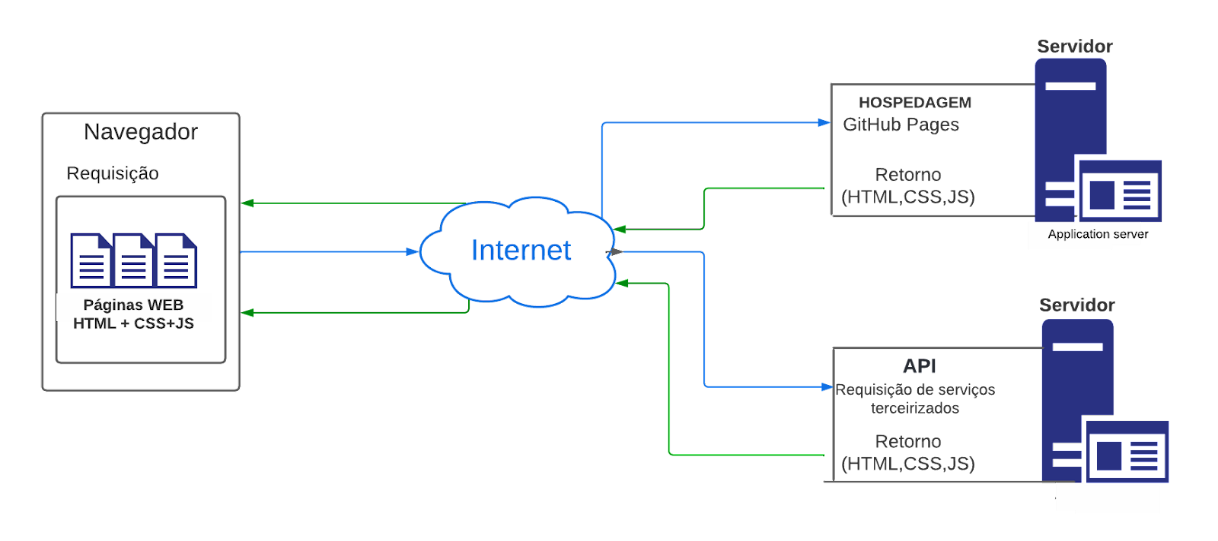 Navegador
Requisição
Páginas WEB
HTML + CSS+JS
Internet
Servidor
HOSPEDAGEM
GitHub Pages
Retorno
(HTML,CSS,JS)
Application server
Servidor
API
Requisição de serviços
terceirizados
Retorno
(HTML,CSS,JS)